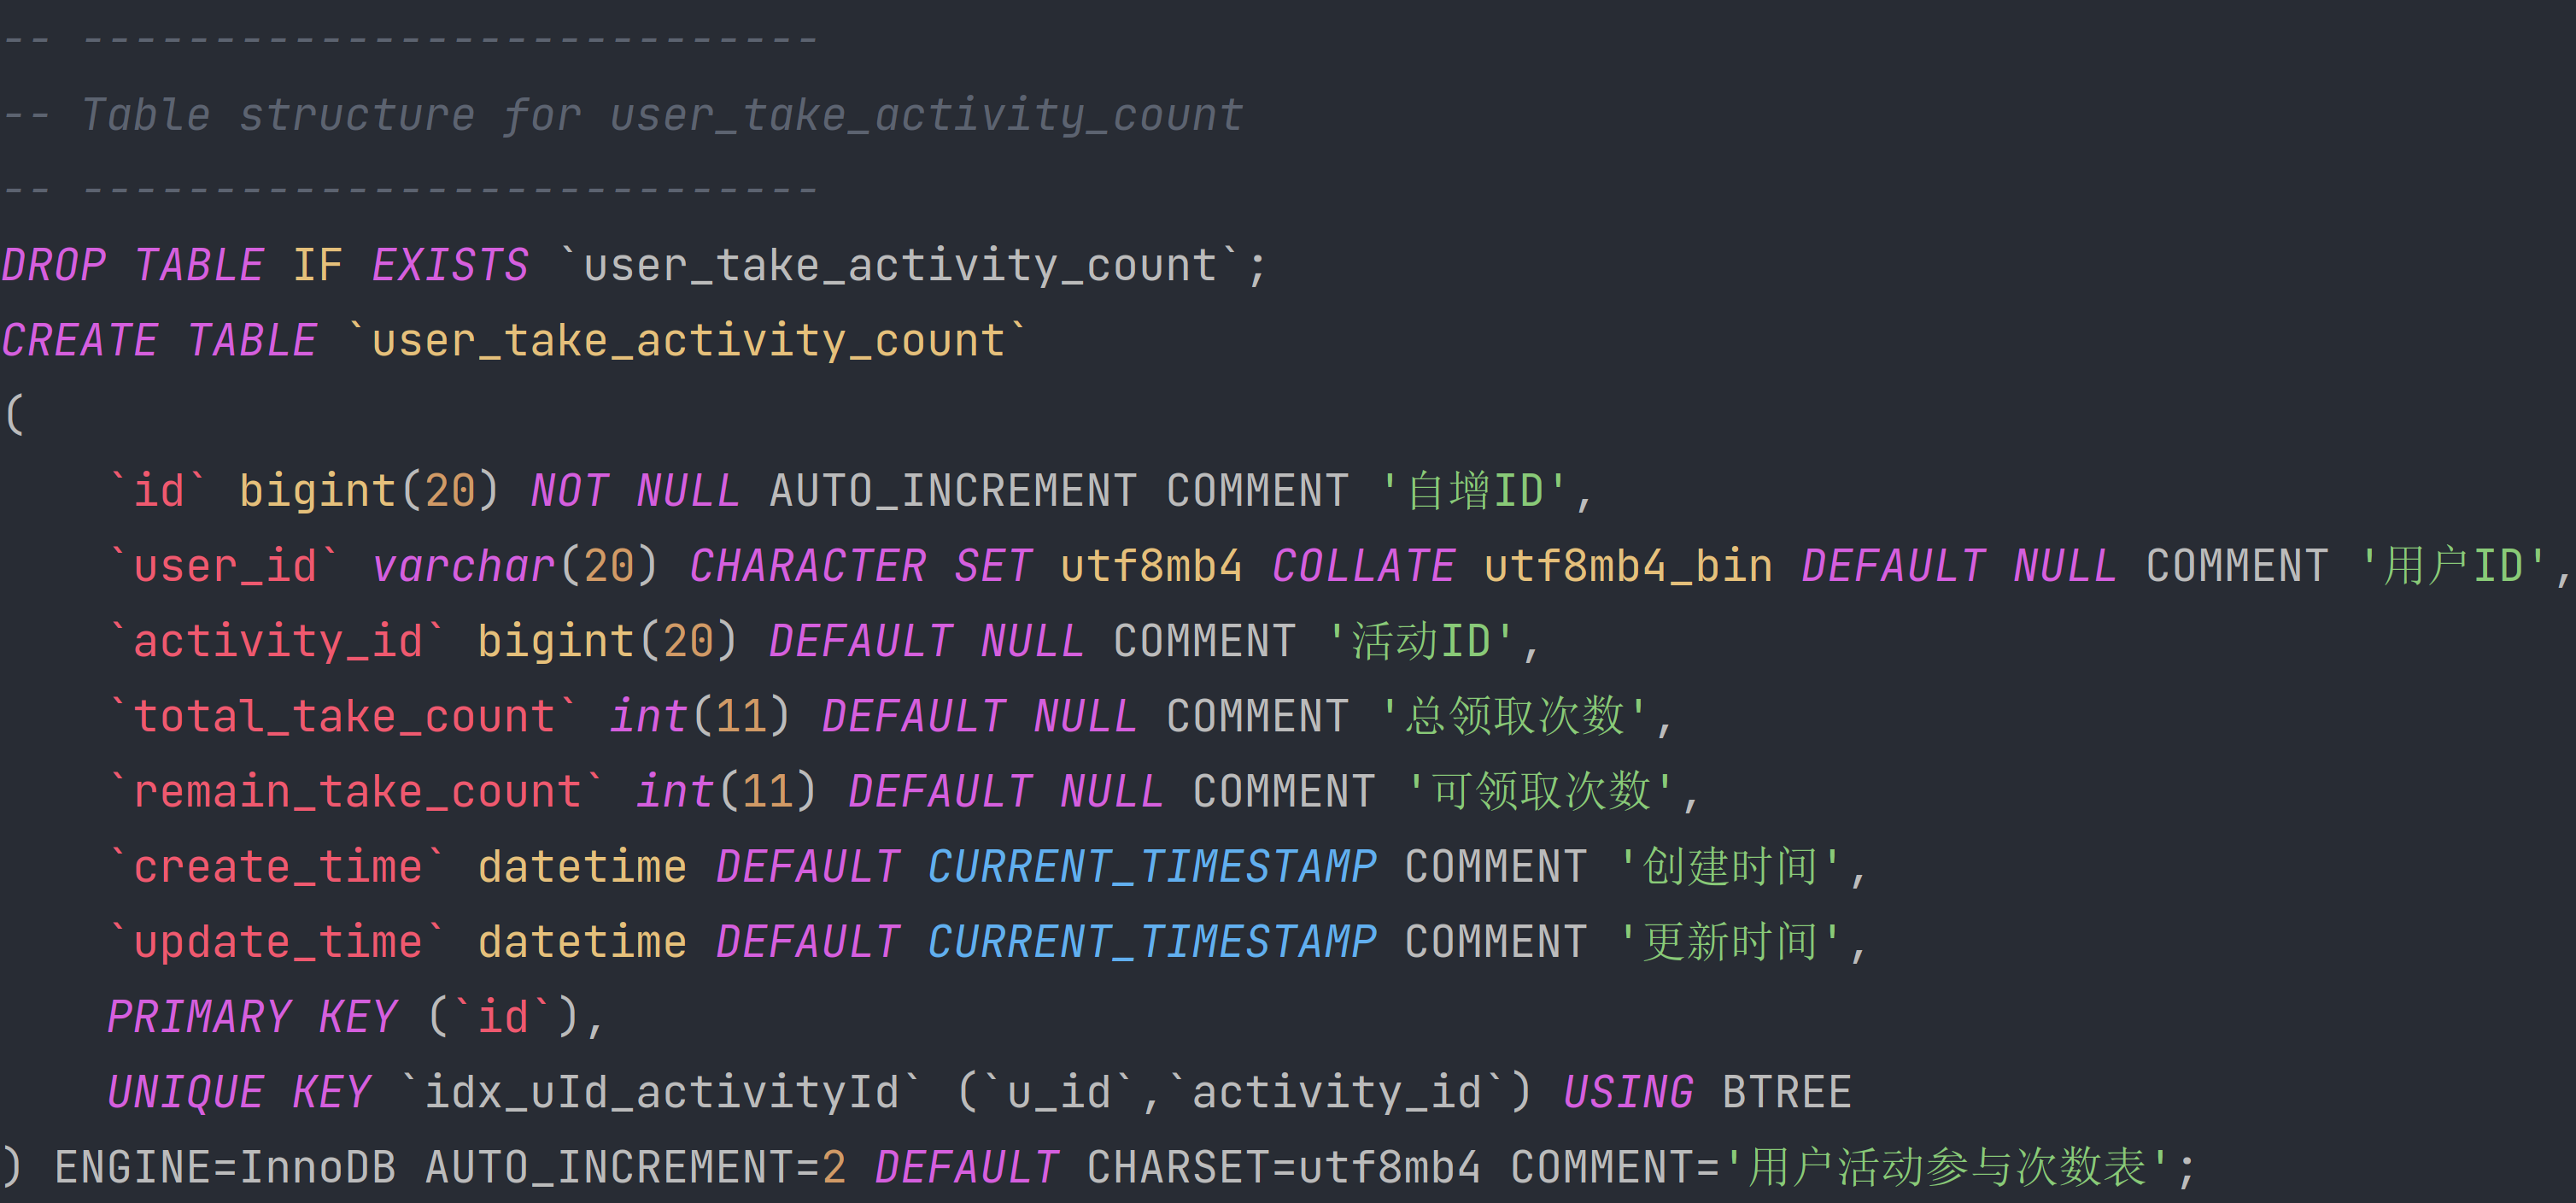 -- ----------------------------
-- Table structure for user_take_activity_count
-- ----------------------------
DROP TABLE IF EXISTS `user_take_activity_count`;
CREATE TABLE `user_take_activity_count`
(
    `id` bigint(20) NOT NULL AUTO_INCREMENT COMMENT '自增ID',
    `user_id` varchar(20) CHARACTER SET utf8mb4 COLLATE utf8mb4_bin DEFAULT NULL COMMENT '用户ID',
    `activity_id` bigint(20) DEFAULT NULL COMMENT '活动ID',
    `total_take_count` int(11) DEFAULT NULL COMMENT '总领取次数',
    `remain_take_count` int(11) DEFAULT NULL COMMENT '可领取次数',
    `create_time` datetime DEFAULT CURRENT_TIMESTAMP COMMENT '创建时间',
    `update_time` datetime DEFAULT CURRENT_TIMESTAMP COMMENT '更新时间',
    PRIMARY KEY (`id`),
    UNIQUE KEY `idx_uId_activityId` (`u_id`,`activity_id`) USING BTREE
) ENGINE=InnoDB AUTO_INCREMENT=2 DEFAULT CHARSET=utf8mb4 COMMENT='用户活动参与次数表';